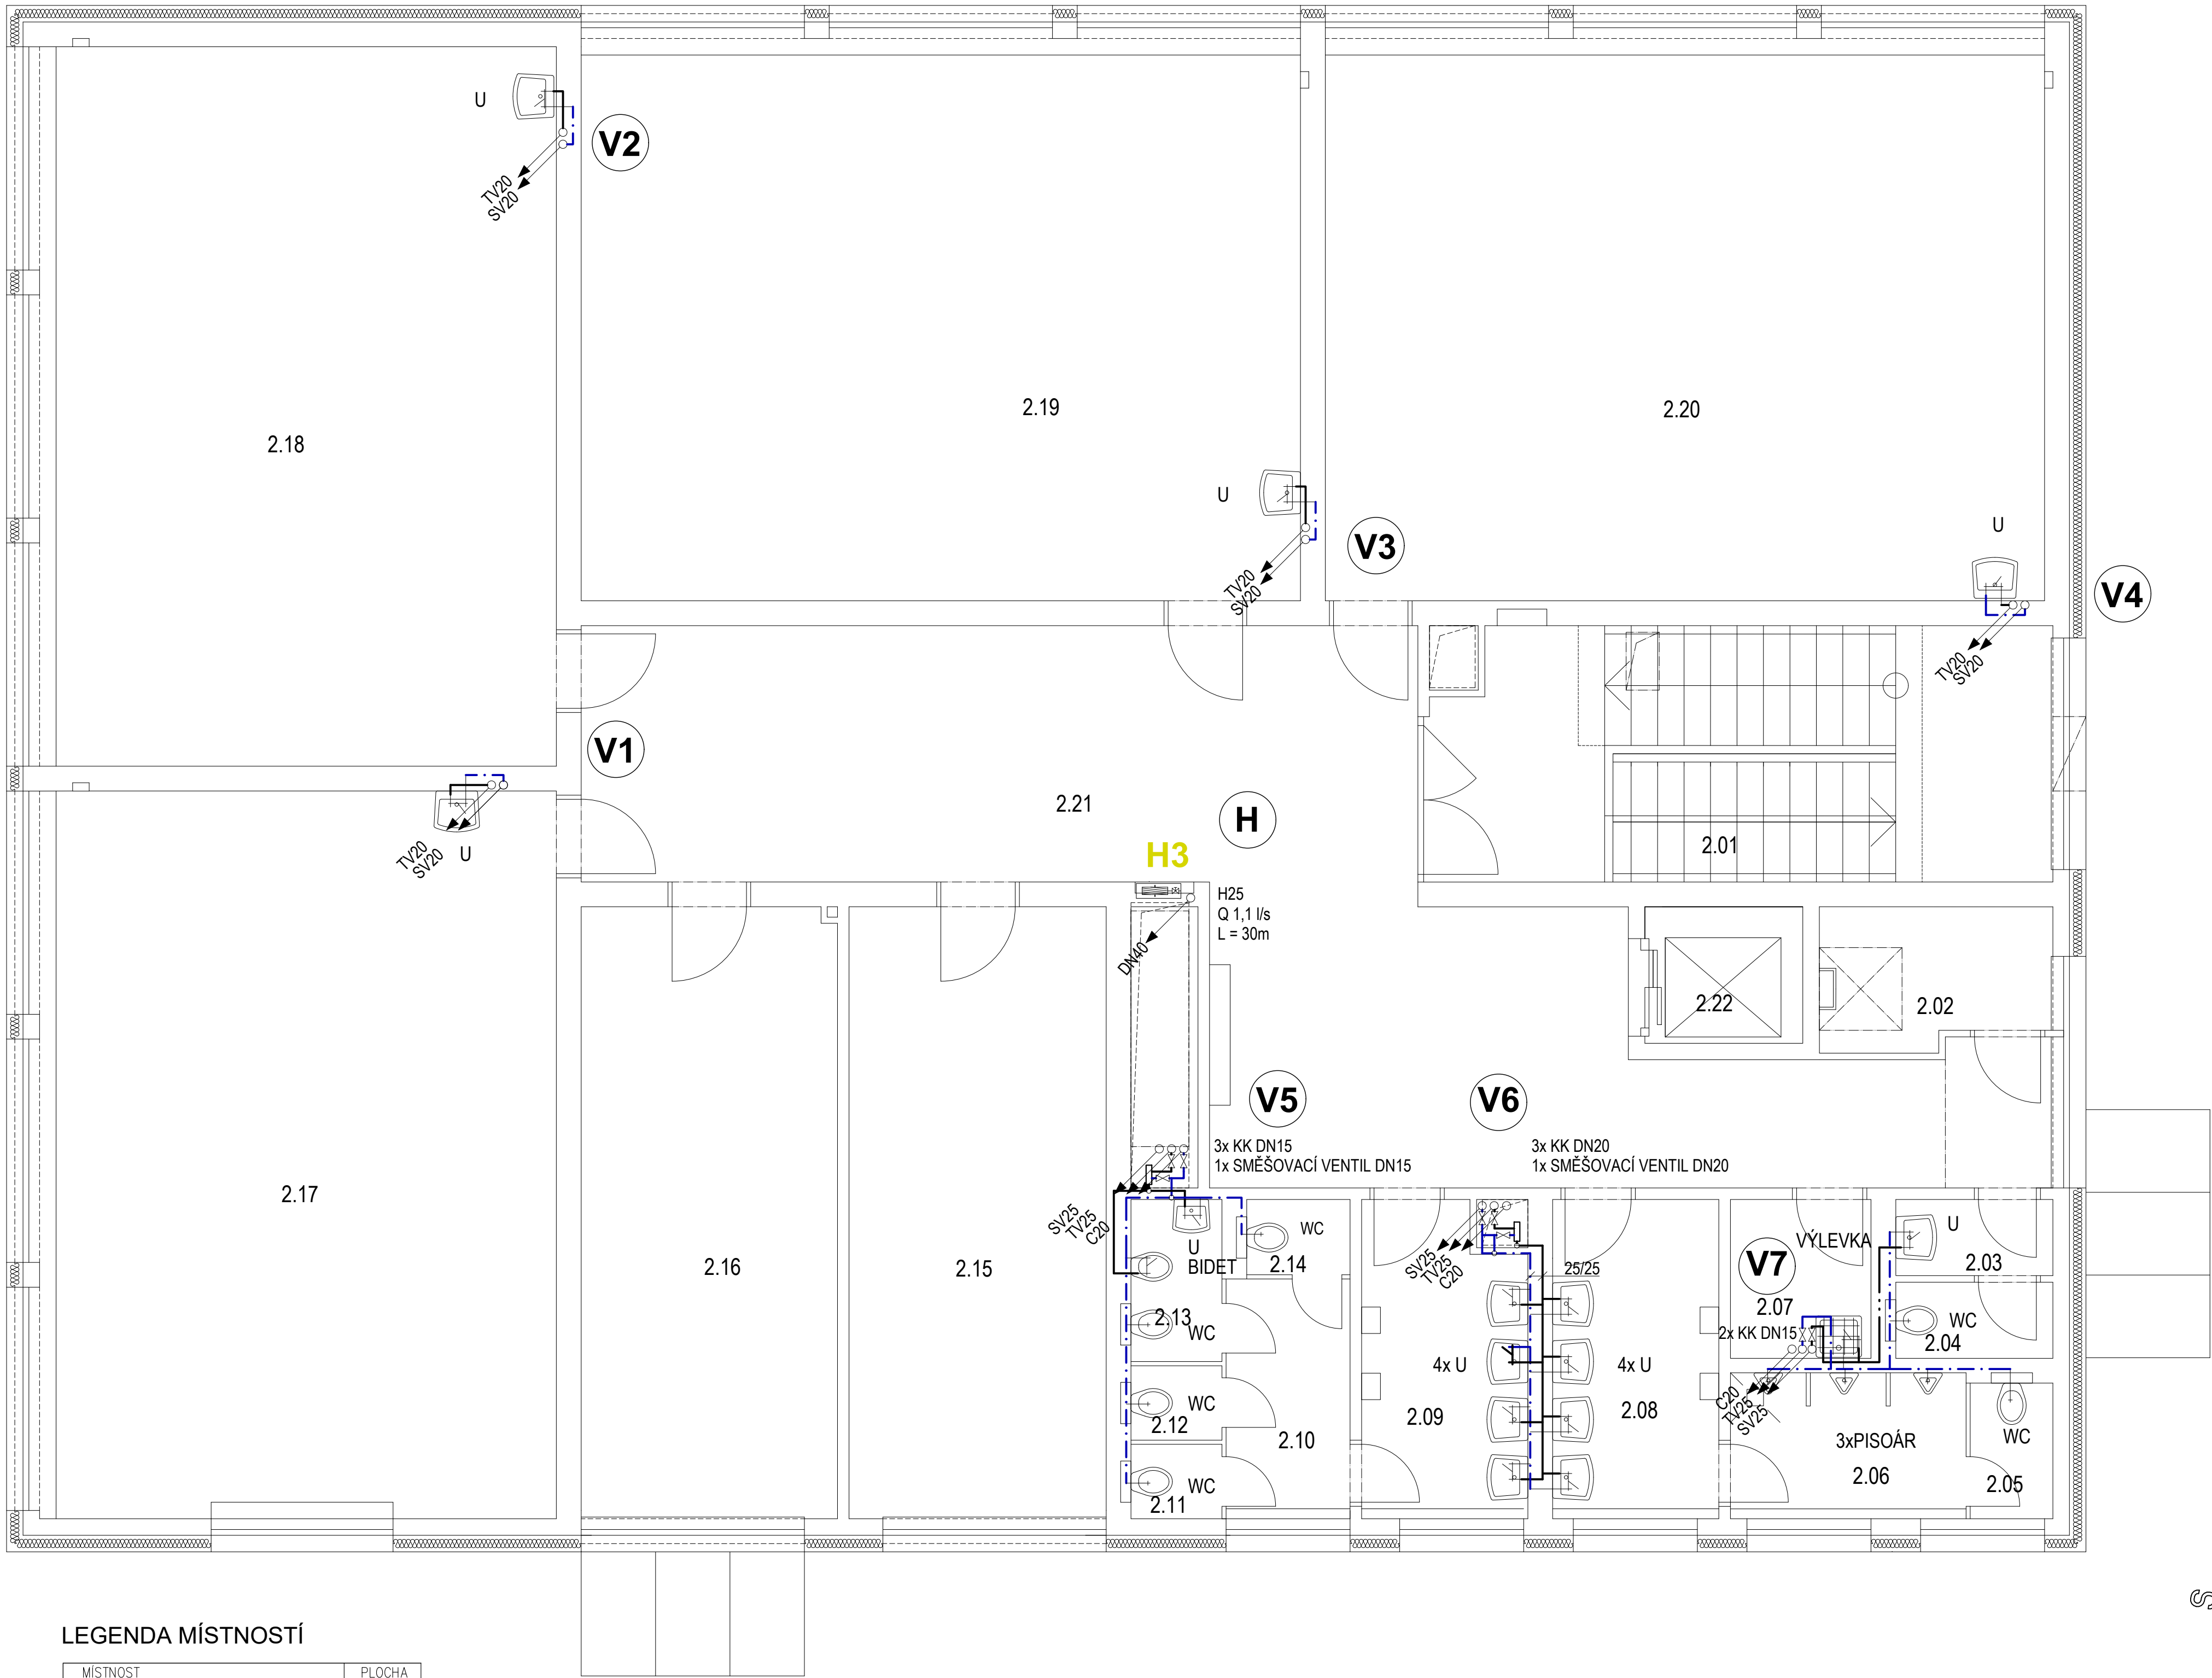 U
V2
TV20
SV20
2.18
2.19
2.20
U
V3
TV20
SV20
U
V4
TV20
SV20
V1
TV20
SV20
U
2.21
H
H3
H25
Q 1,1 l/s
L = 30m
DN40
2.01
2.22
2.02
V5
3x KK DN15
1x SMĚŠOVACÍ VENTIL DN15
V6
3x KK DN20
1x SMĚŠOVACÍ VENTIL DN20
2.17
2.16
2.15
SV25
TV25
C20
U
BIDET
WC
2.14
2.13
WC
WC
2.12
WC
2.11
2.10
SV25
TV25
C20
25/25
4x U
2.09
4x U
2.08
V7
VÝLEVKA
2.07
2x KK DN15
U
2.03
WC
2.04
C20
TV25
SV25
3xPISOÁR
2.06
WC
2.05
S
LEGENDA MÍSTNOSTÍ
MÍSTNOST PLOCHA